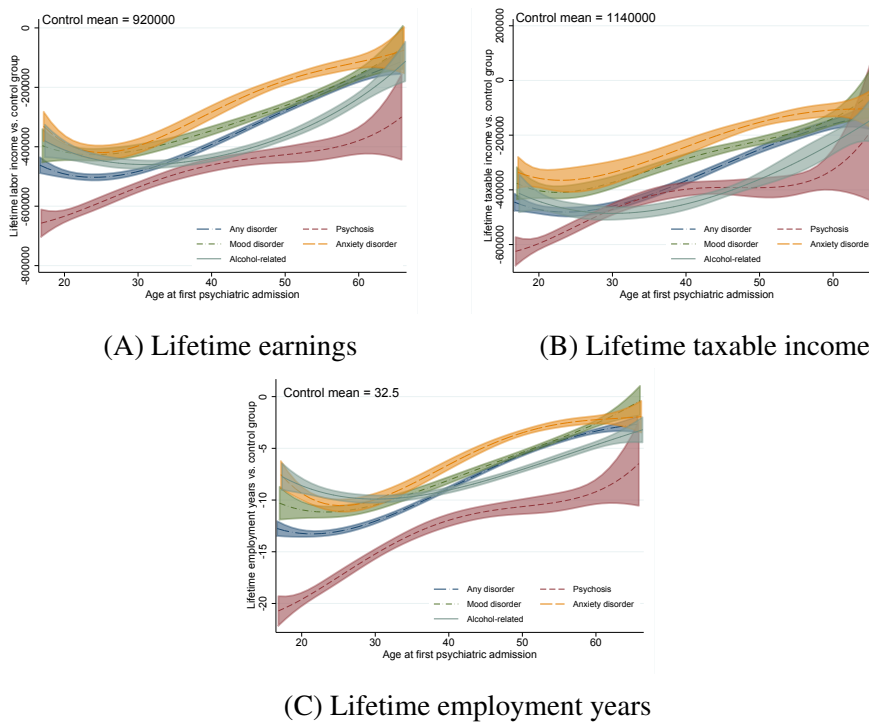 Control mean = 920000
Lifetime labor income vs. control group
0
-200000
-400000
-600000
-800000
20 30 40 50 60
Age at first psychiatric admission
Any disorder
Mood disorder
Alcohol-related
Psychosis
Anxiety disorder
(A) Lifetime earnings
Control mean = 1140000
Lifetime taxable income vs. control group
200000
0
-200000
-400000
-600000
20 30 40 50 60
Age at first psychiatric admission
Any disorder
Mood disorder
Alcohol-related
Psychosis
Anxiety disorder
(B) Lifetime taxable income
Control mean = 32.5
Lifetime employment years vs. control group
0
-5
-10
-15
-20
20 30 40 50 60
Age at first psychiatric admission
Any disorder
Mood disorder
Alcohol-related
Psychosis
Anxiety disorder
(C) Lifetime employment years